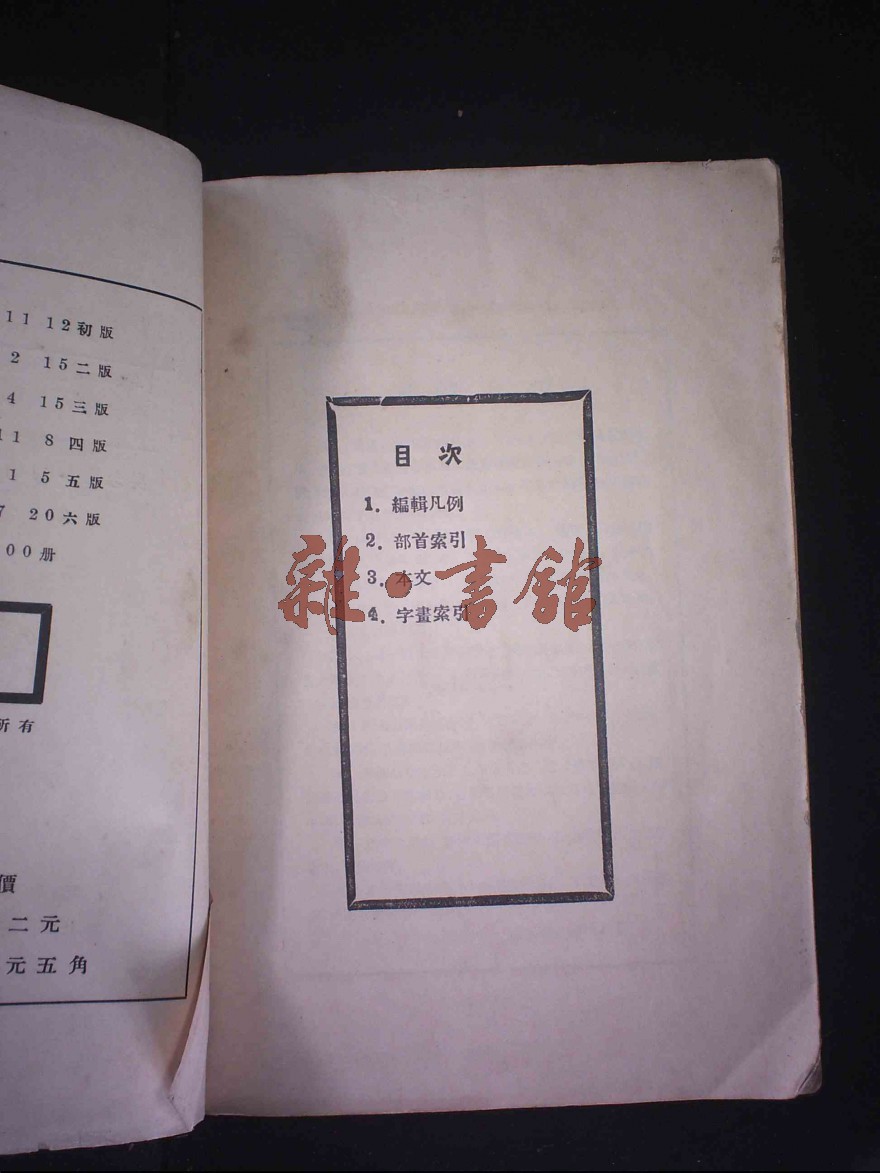 11 12初版
2 15二版
4 15三版
11 8四版
1 5五版
7 20六版
00册
所有
價
二元
元五角
目次
1. 編輯凡例
2. 部首索引
3. 本文
4. 字畫索引
雜·書館